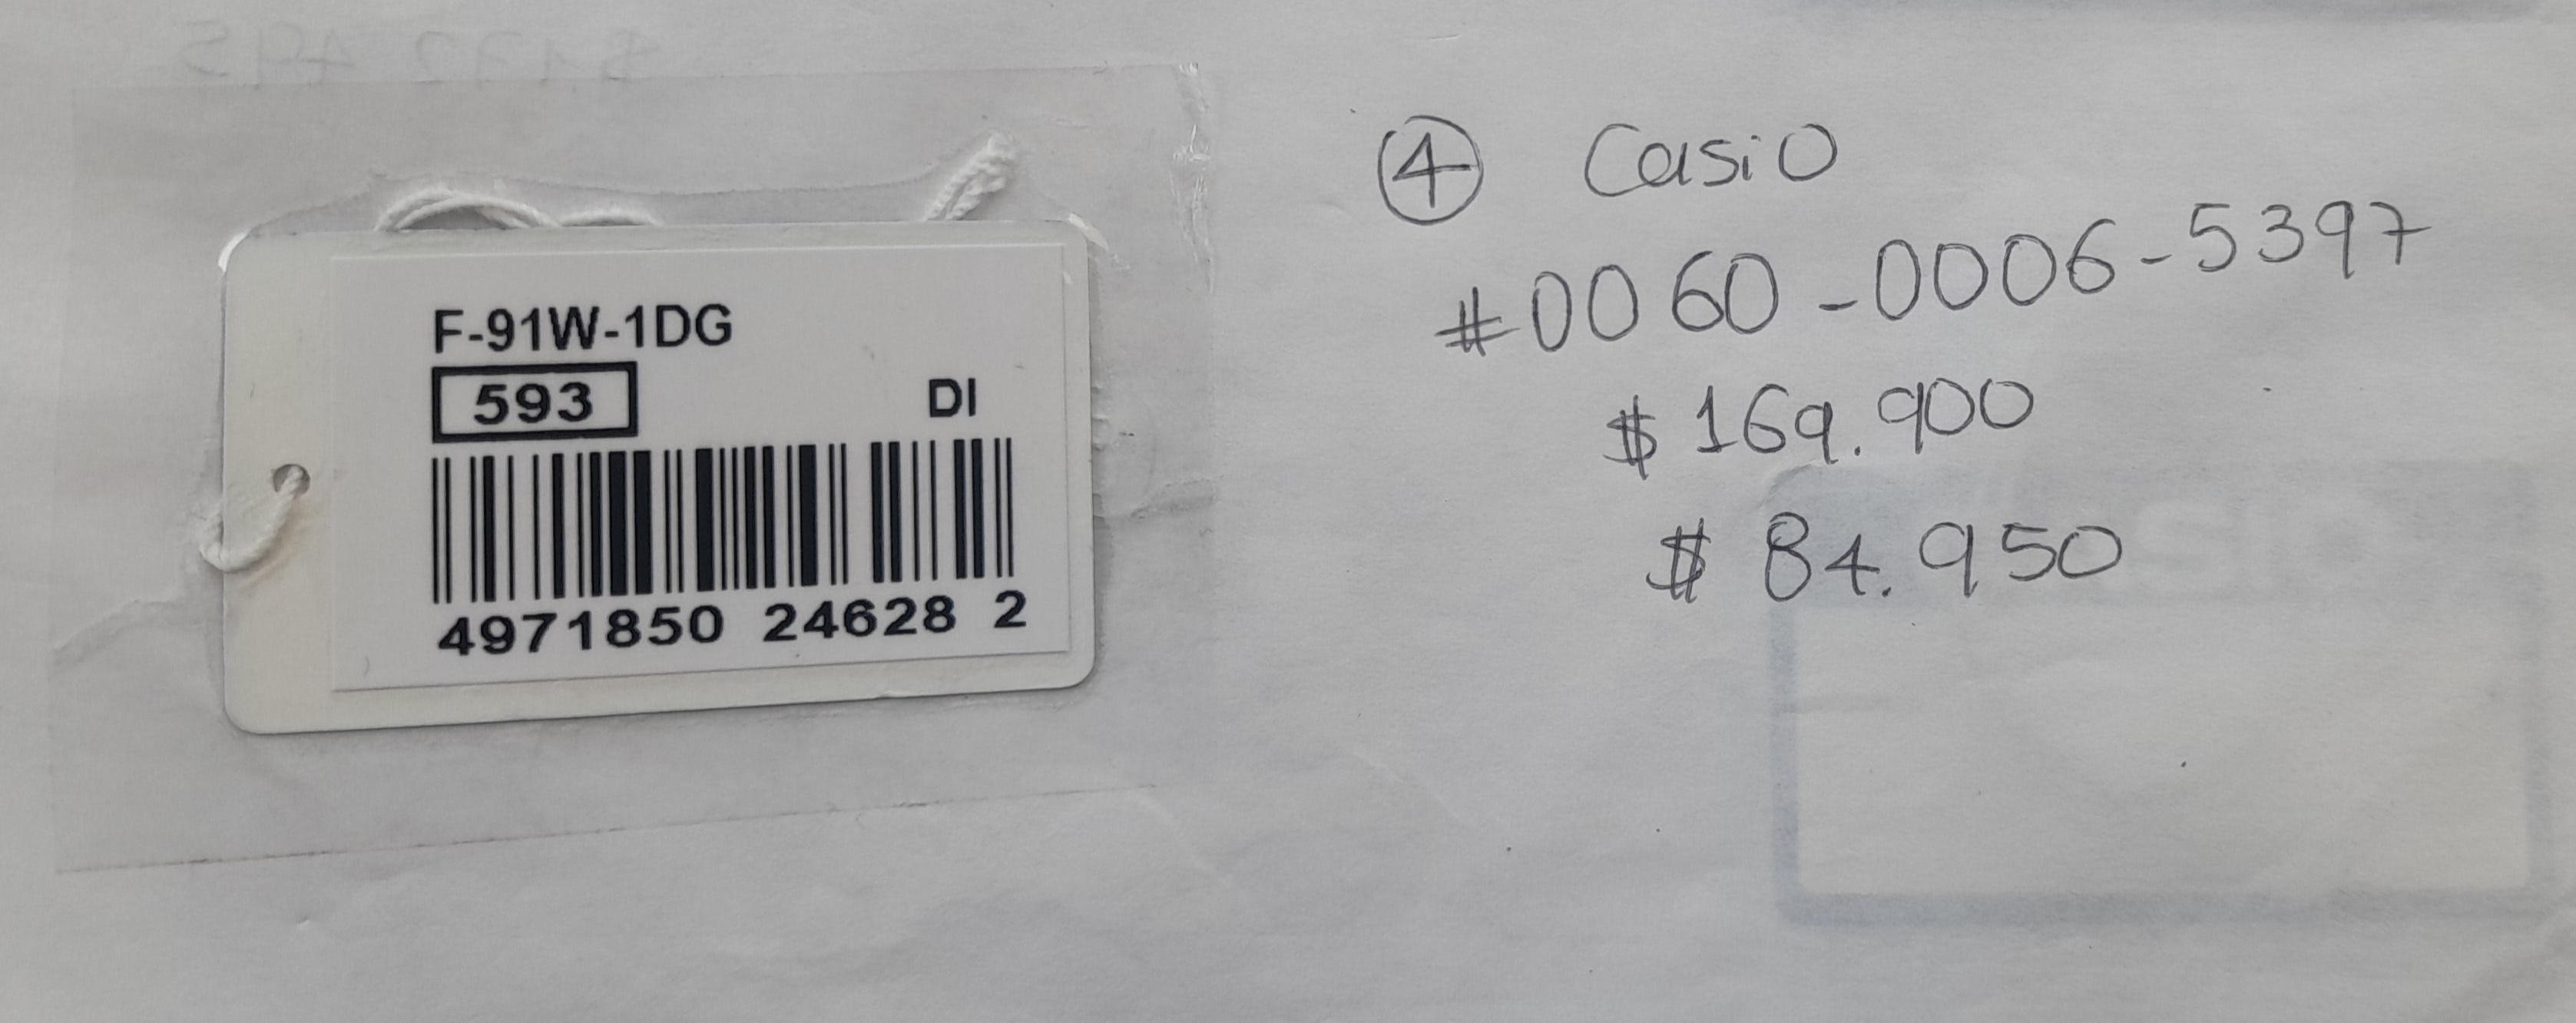 F-91W-1DG
593 DI
4971850 24628 2
④ Casio
#0060-0006-5397
$ 169.900
$ 84.950